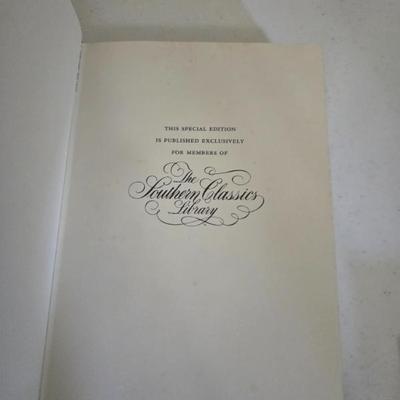 THIS SPECIAL EDITION
IS PUBLISHED EXCLUSIVELY
FOR MEMBERS OF
The
Southern Classics
Library